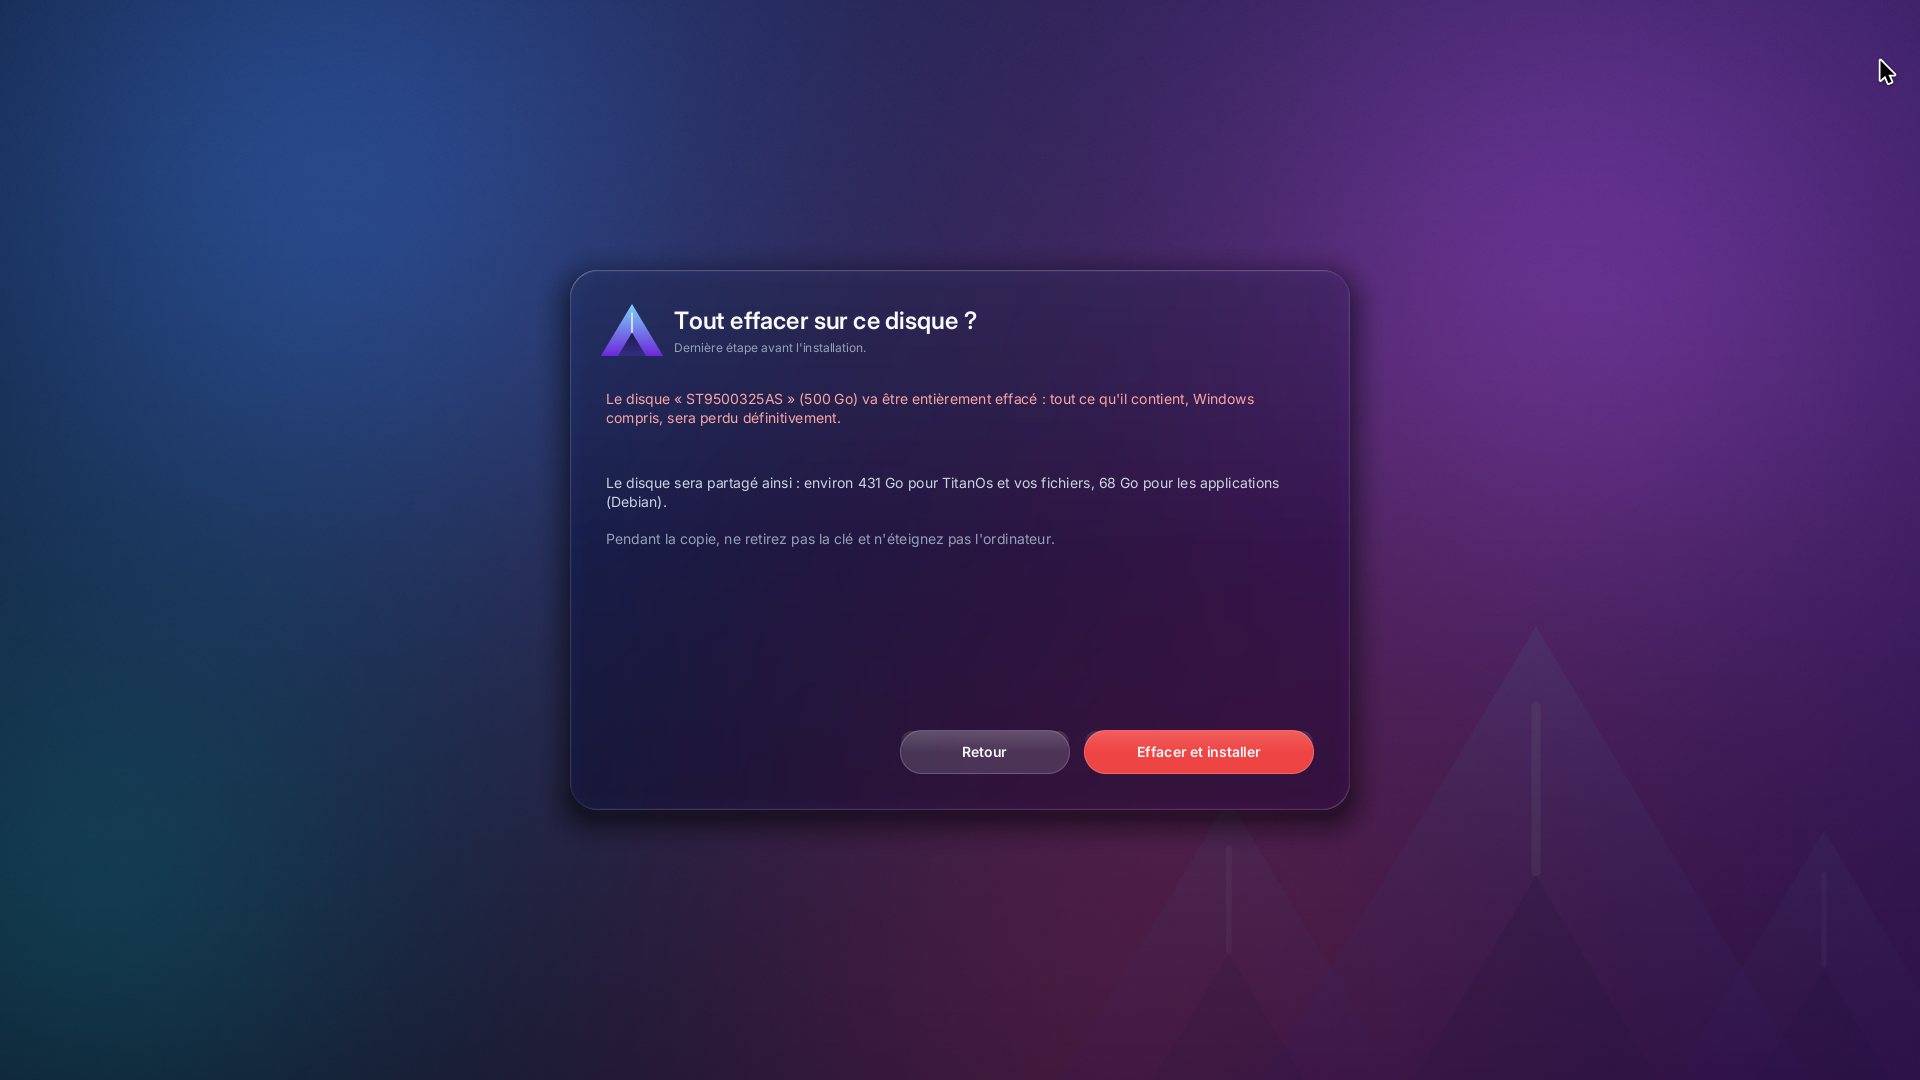 Tout effacer sur ce disque ?
Dernière étape avant l'installation.
Le disque « ST9500325AS » (500 Go) va être entièrement effacé : tout ce qu'il contient, Windows
compris, sera perdu définitivement.
Le disque sera partagé ainsi : environ 431 Go pour TitanOs et vos fichiers, 68 Go pour les applications
(Debian).
Pendant la copie, ne retirez pas la clé et n'éteignez pas l'ordinateur.
Retour
Effacer et installer